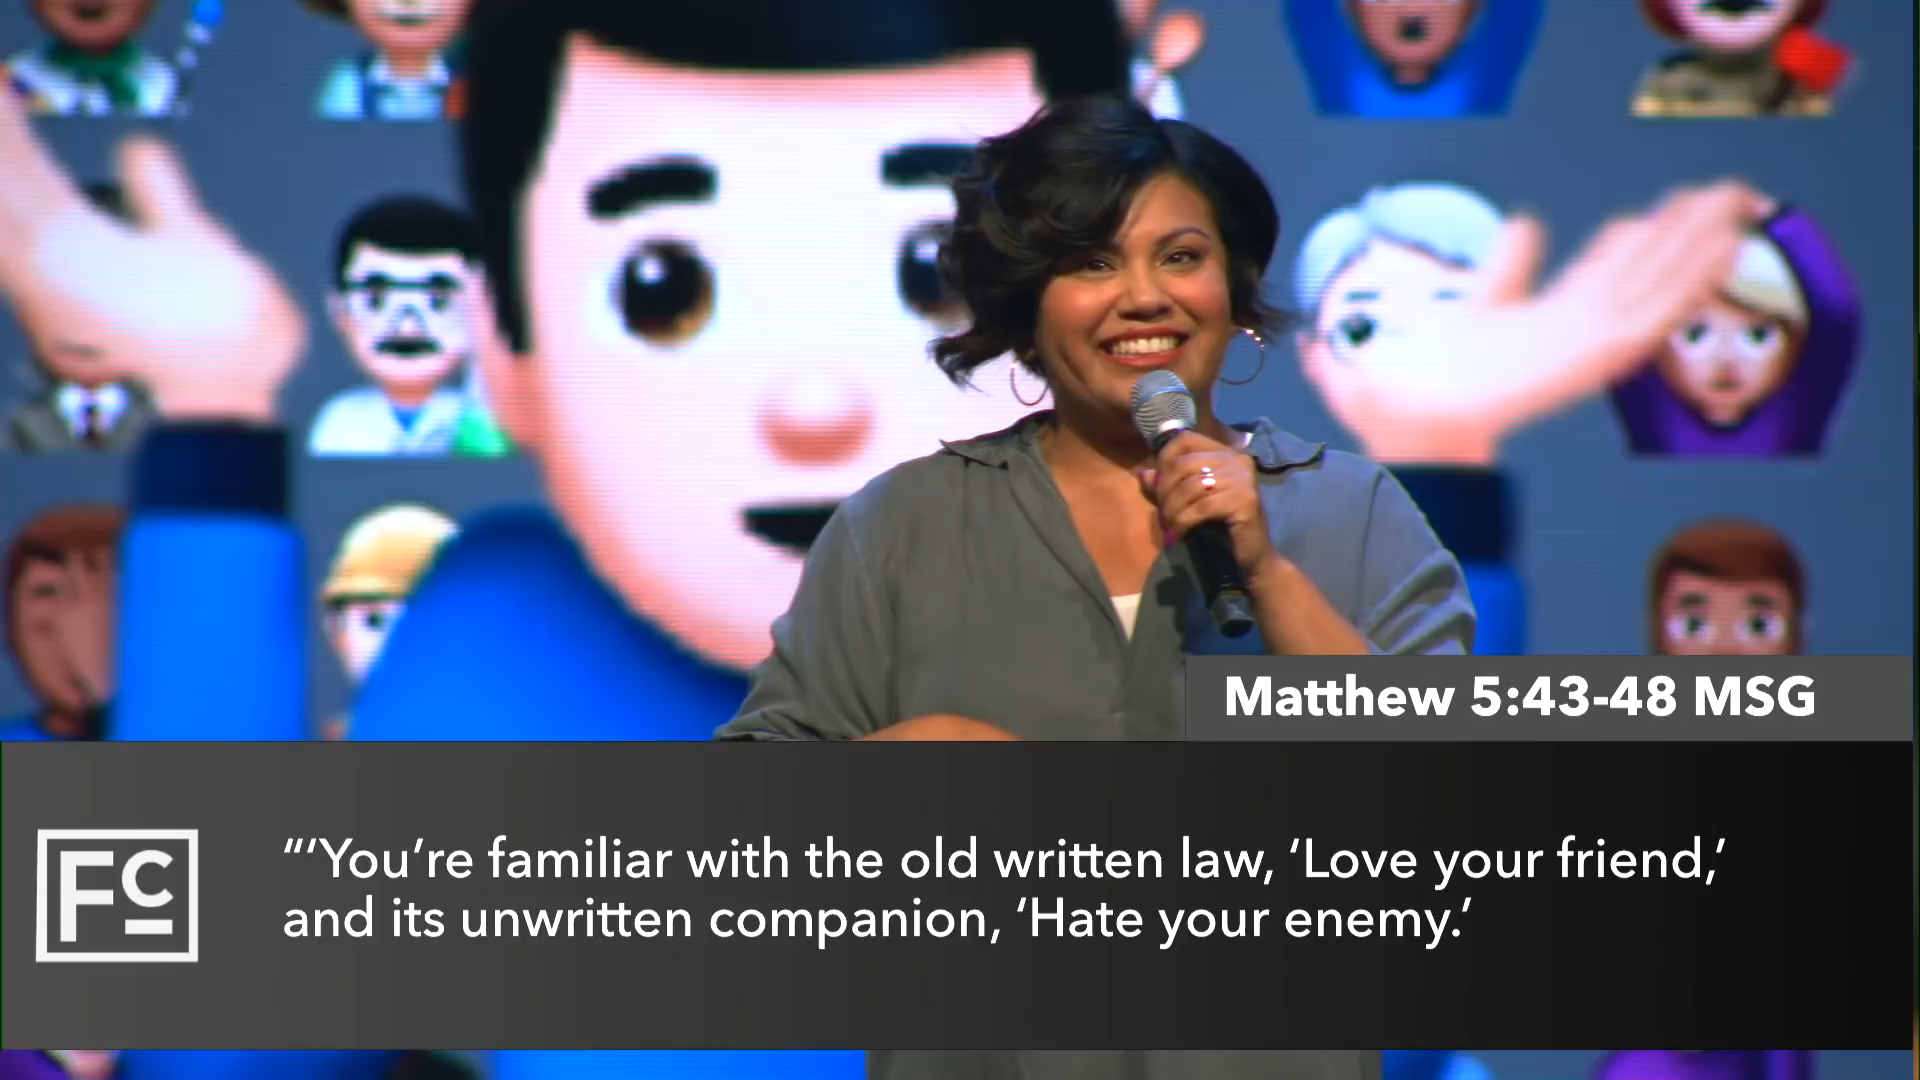 Matthew 5:43-48 MSG
“‘You’re familiar with the old written law, ‘Love your friend,’
and its unwritten companion, ‘Hate your enemy.’
FC